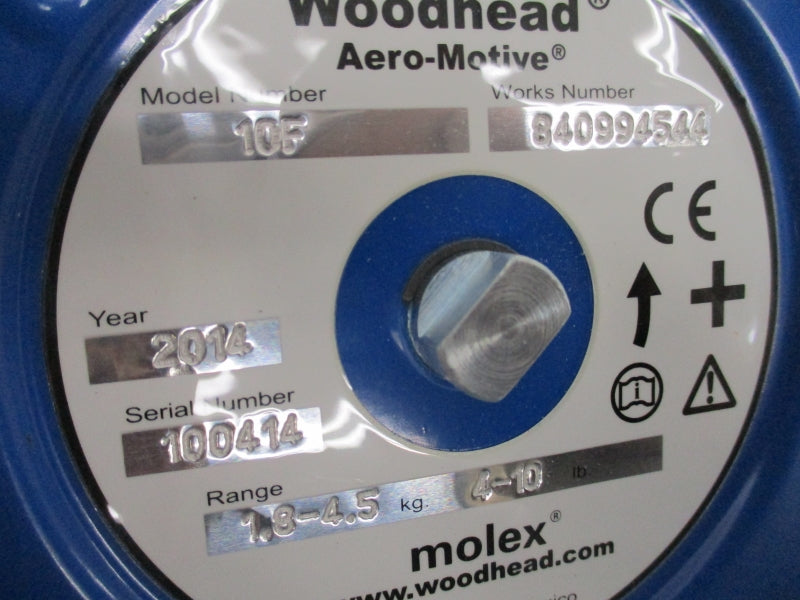 Woodhead®
Aero-Motive®
Model Number
10F
Works Number
840994544
CE
Year
2014
Serial Number
100414
Range
1.8-4.5 kg. 4-10 lb
molex®
www.woodhead.com